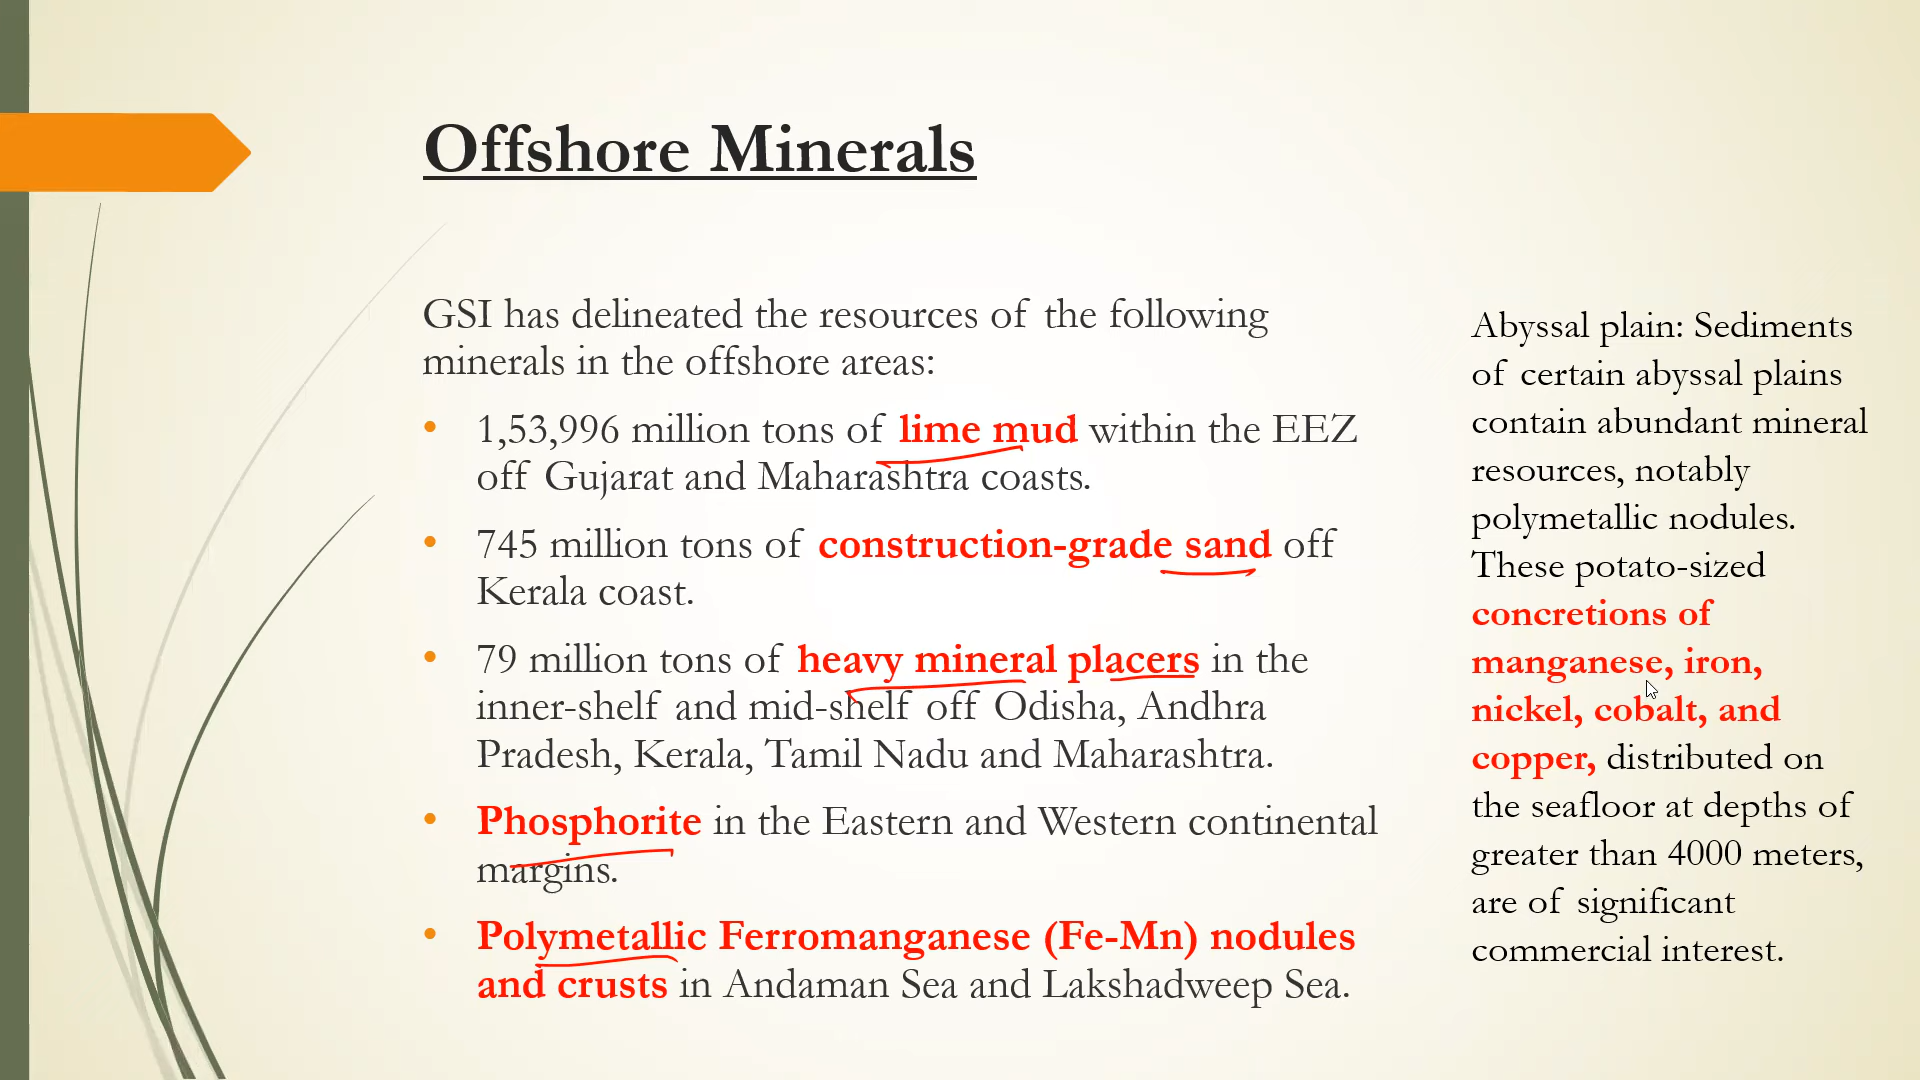 Offshore Minerals
GSI has delineated the resources of the following
minerals in the offshore areas:
• 1,53,996 million tons of lime mud within the EEZ
off Gujarat and Maharashtra coasts.
• 745 million tons of construction-grade sand off
Kerala coast.
• 79 million tons of heavy mineral placers in the
inner-shelf and mid-shelf off Odisha, Andhra
Pradesh, Kerala, Tamil Nadu and Maharashtra.
• Phosphorite in the Eastern and Western continental
margins.
• Polymetallic Ferromanganese (Fe-Mn) nodules
and crusts in Andaman Sea and Lakshadweep Sea.
Abyssal plain: Sediments
of certain abyssal plains
contain abundant mineral
resources, notably
polymetallic nodules.
These potato-sized
concretions of
manganese, iron,
nickel, cobalt, and
copper, distributed on
the seafloor at depths of
greater than 4000 meters,
are of significant
commercial interest.